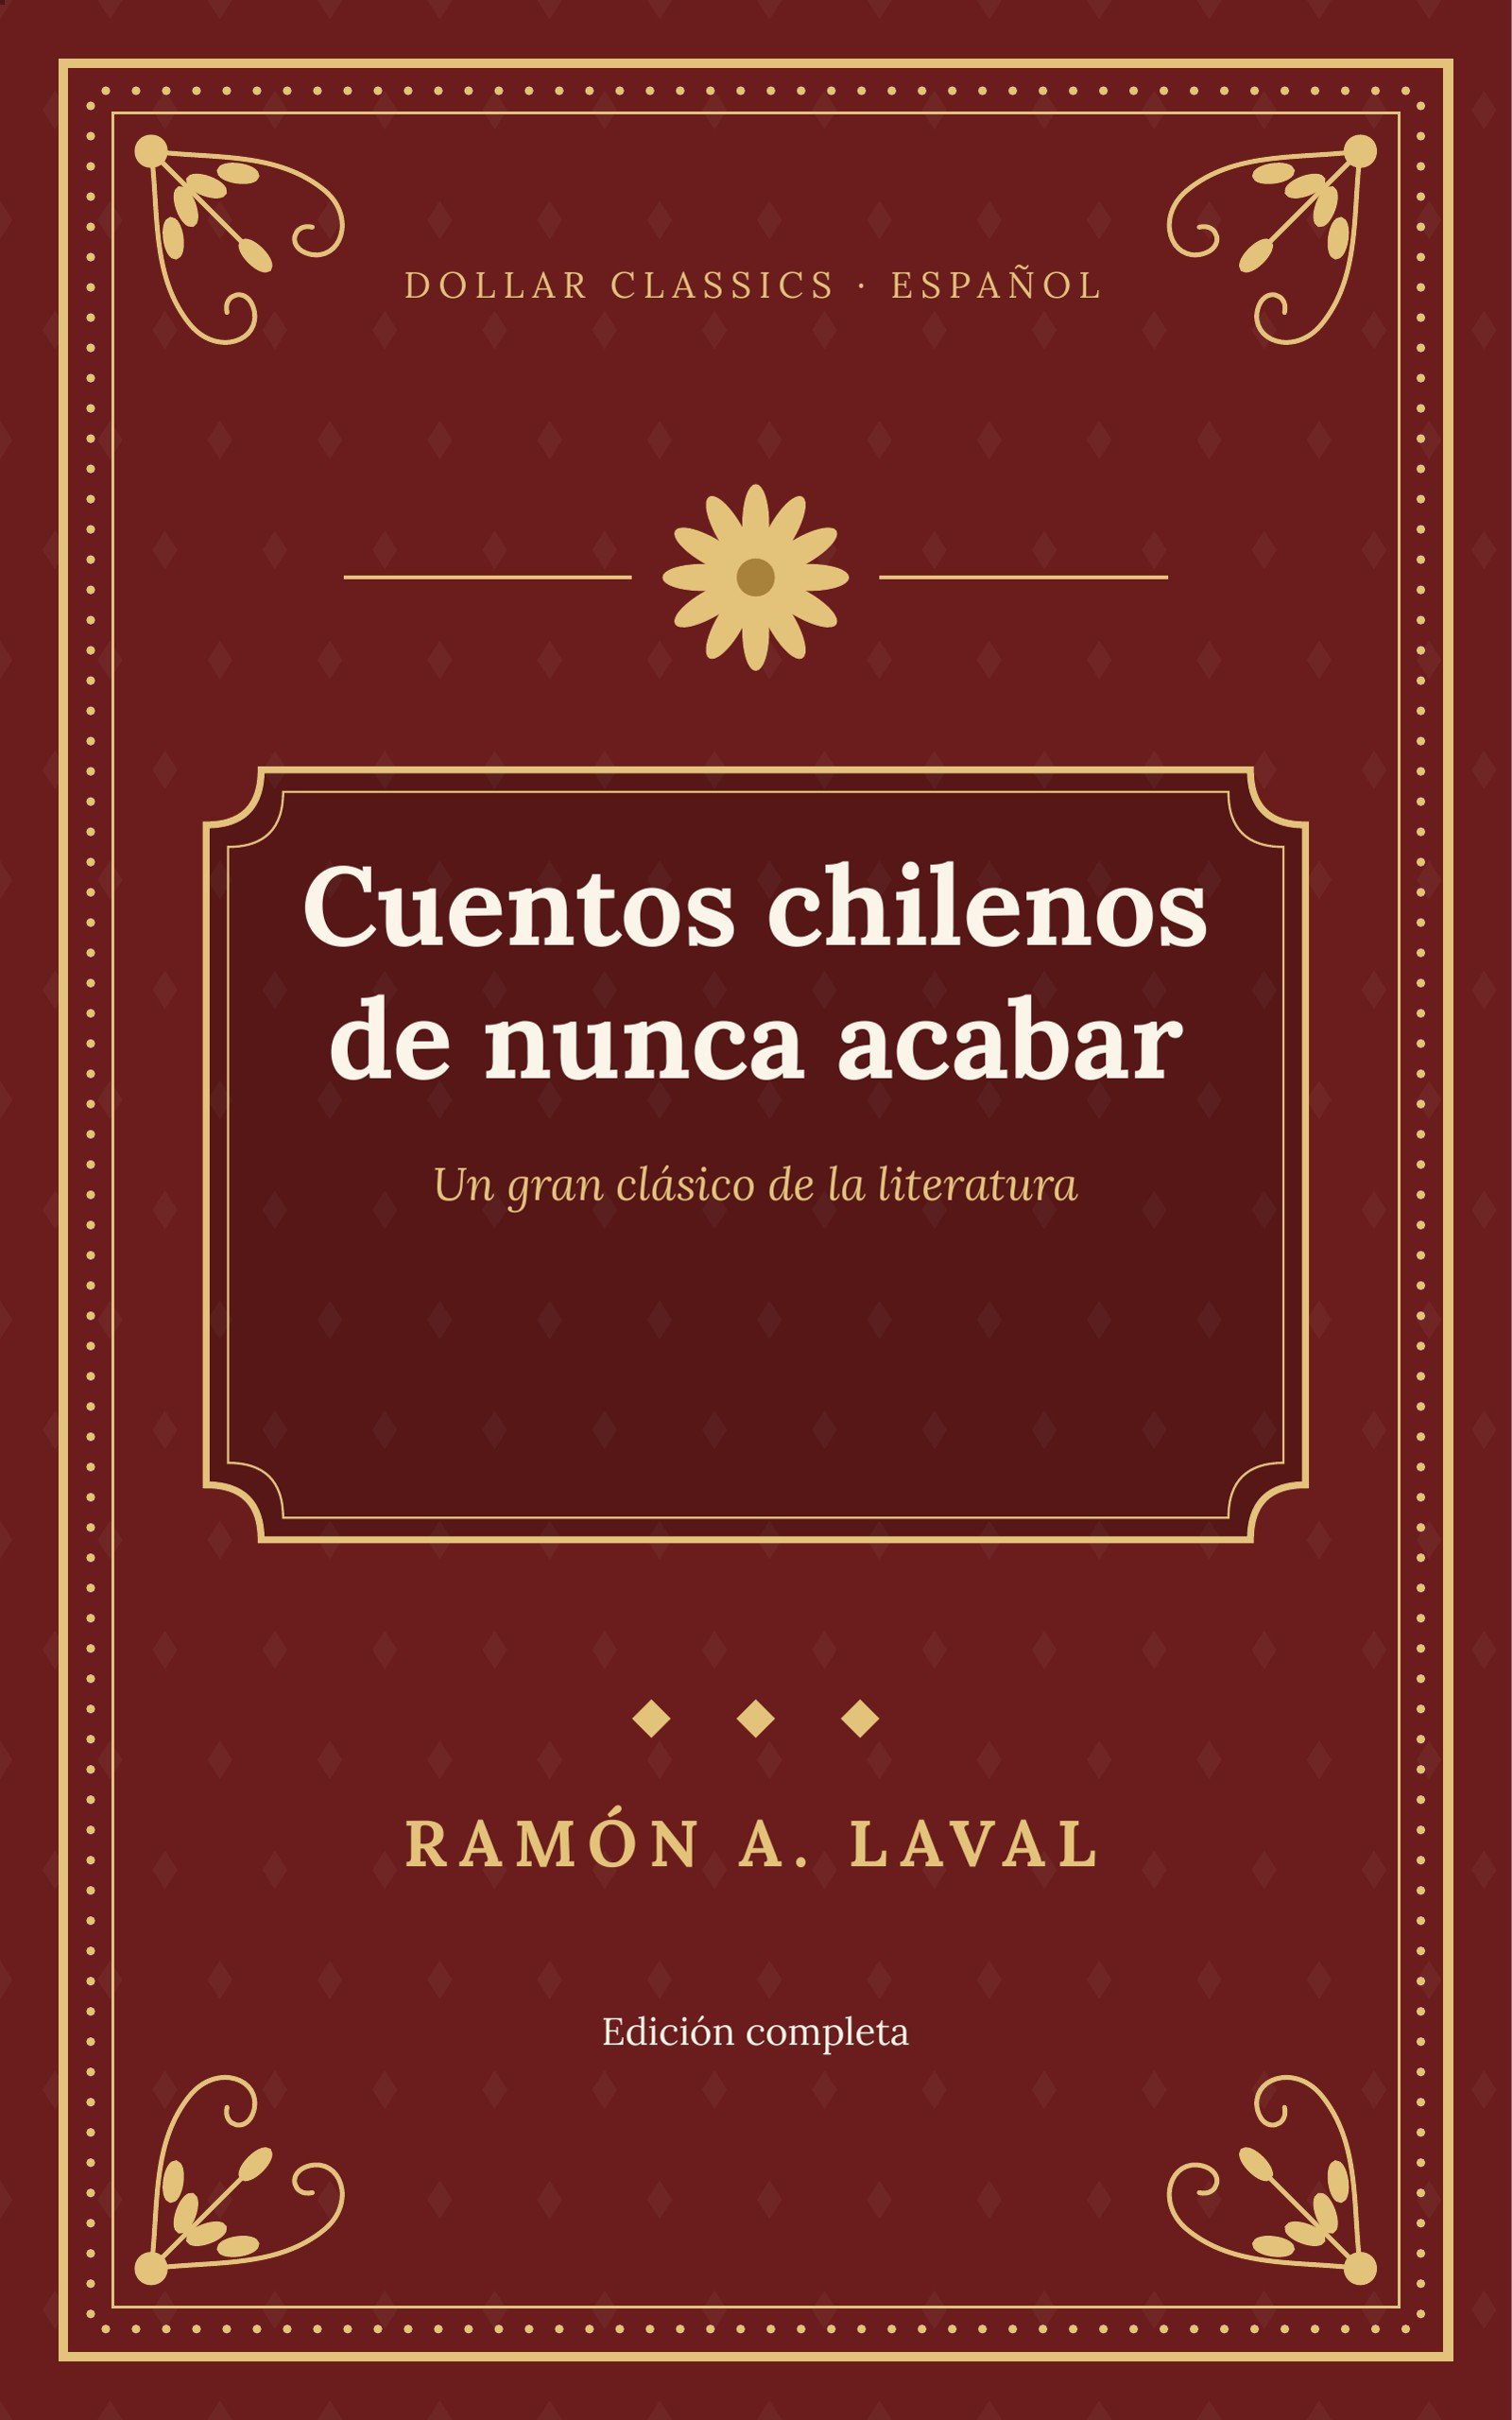 DOLLAR CLASSICS · ESPAÑOL
Cuentos chilenos
de nunca acabar
Un gran clásico de la literatura
RAMÓN A. LAVAL
Edición completa